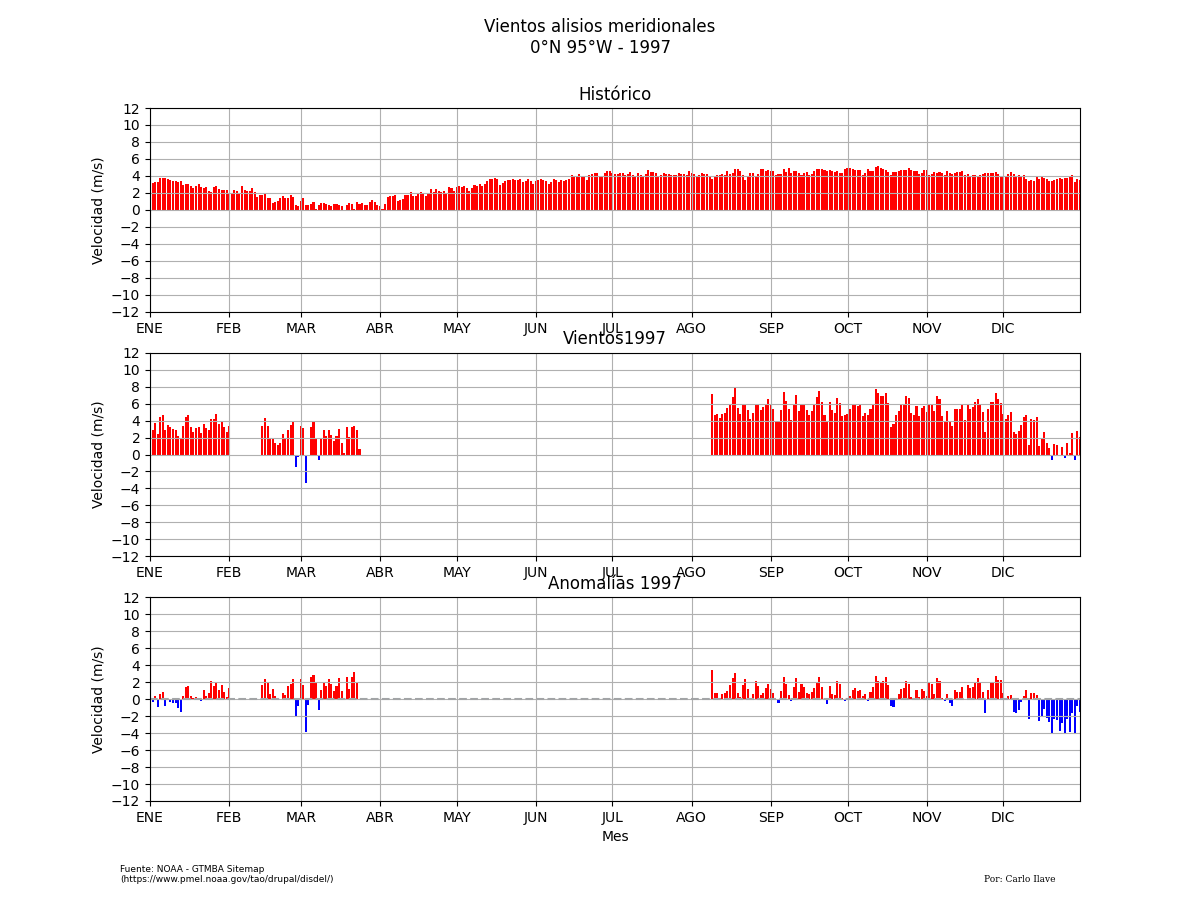 Vientos alisios meridionales
0°N 95°W - 1997
Histórico
12
10
8
6
4
2
0
−2
−4
−6
−8
−10
−12
Velocidad (m/s)
ENE FEB MAR ABR MAY JUN JUL AGO SEP OCT NOV DIC
Vientos1997
12
10
8
6
4
2
0
−2
−4
−6
−8
−10
−12
Velocidad (m/s)
ENE FEB MAR ABR MAY JUN JUL AGO SEP OCT NOV DIC
Anomalías 1997
12
10
8
6
4
2
0
−2
−4
−6
−8
−10
−12
Velocidad (m/s)
ENE FEB MAR ABR MAY JUN JUL AGO SEP OCT NOV DIC
Mes
Fuente: NOAA - GTMBA Sitemap
(https://www.pmel.noaa.gov/tao/drupal/disdel/)
Por: Carlo Ilave